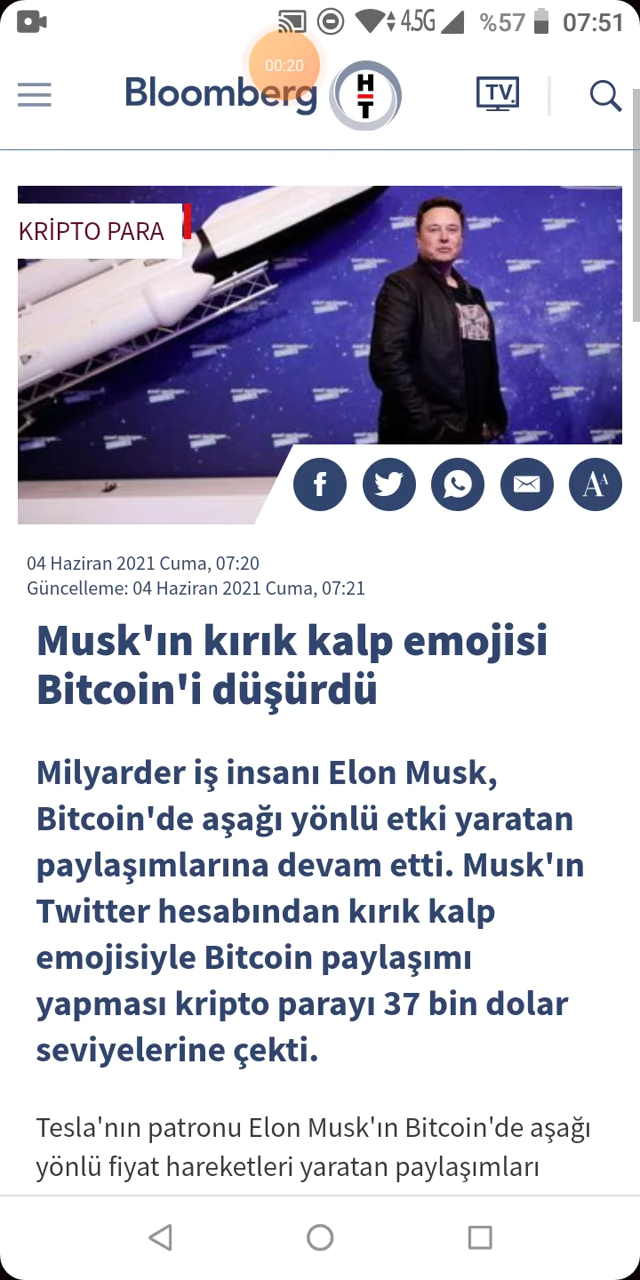 4.5G %57 07:51
00:20
Bloomberg HT TV
KRİPTO PARA
04 Haziran 2021 Cuma, 07:20
Güncelleme: 04 Haziran 2021 Cuma, 07:21
Musk'ın kırık kalp emojisi
Bitcoin'i düşürdü
Milyarder iş insanı Elon Musk,
Bitcoin'de aşağı yönlü etki yaratan
paylaşımlarına devam etti. Musk'ın
Twitter hesabından kırık kalp
emojisiyle Bitcoin paylaşımı
yapması kripto parayı 37 bin dolar
seviyelerine çekti.
Tesla'nın patronu Elon Musk'ın Bitcoin'de aşağı
yönlü fiyat hareketleri yaratan paylaşımları